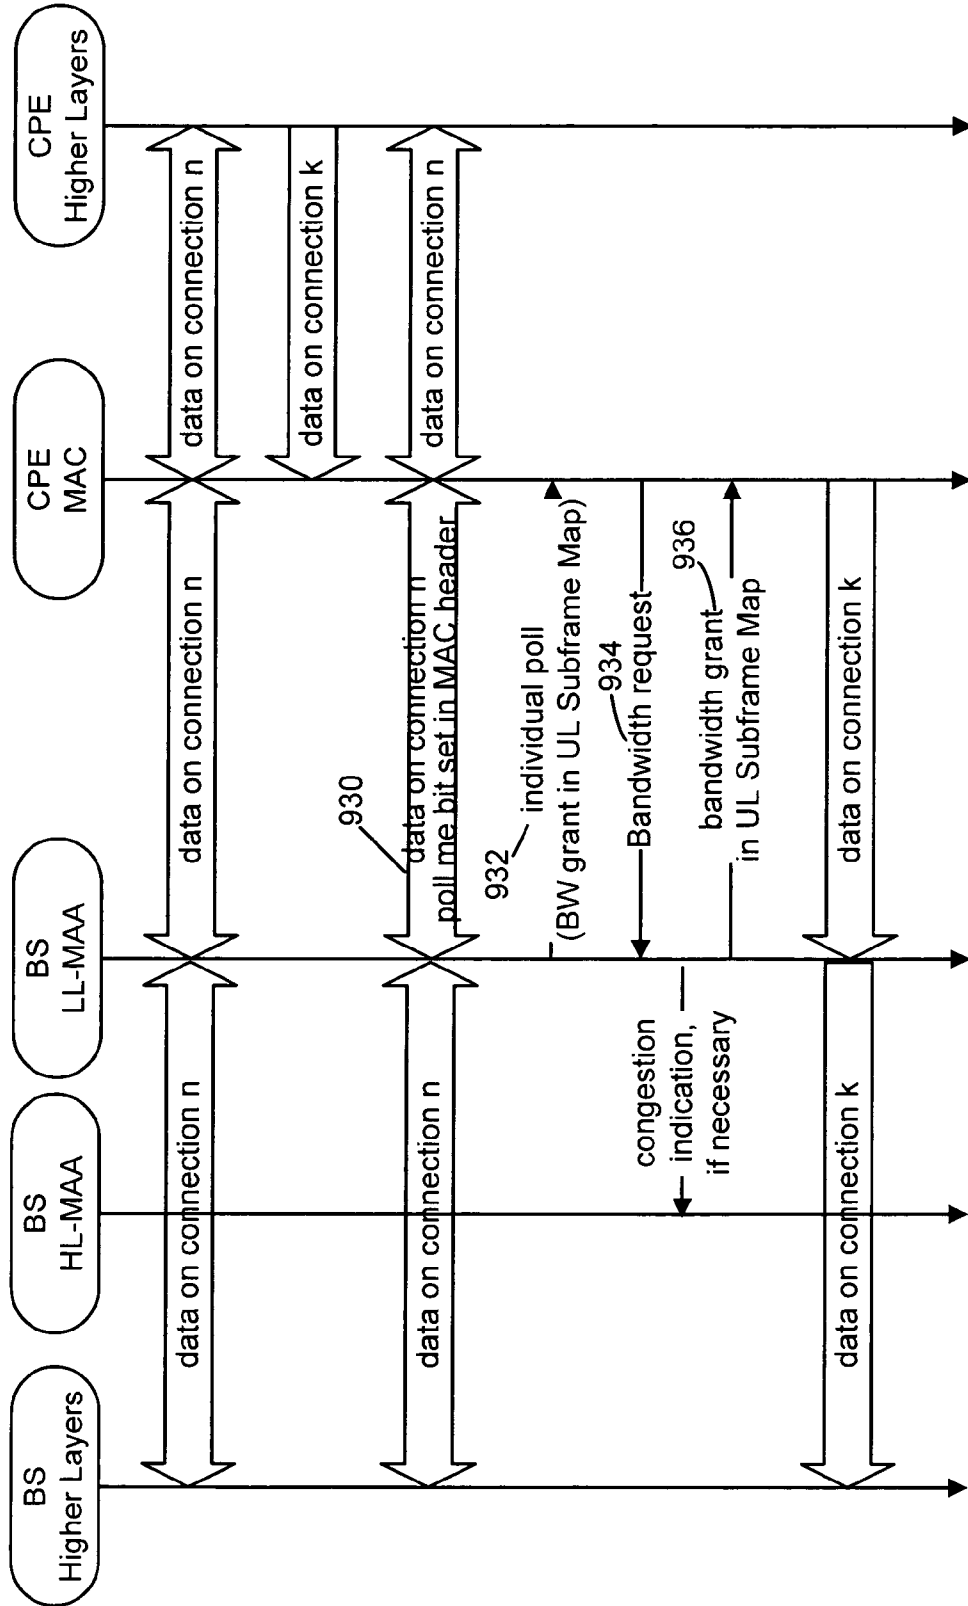 BS
Higher Layers
BS
HL-MAA
BS
LL-MAA
CPE
MAC
CPE
Higher Layers
data on connection n
data on connection n
data on connection n
data on connection k
data on connection n
930
data on connection n
poll me bit set in MAC header
data on connection n
932
individual poll
(BW grant in UL Subframe Map)
934
Bandwidth request
congestion
indication,
if necessary
936
bandwidth grant
in UL Subframe Map
data on connection k
data on connection k